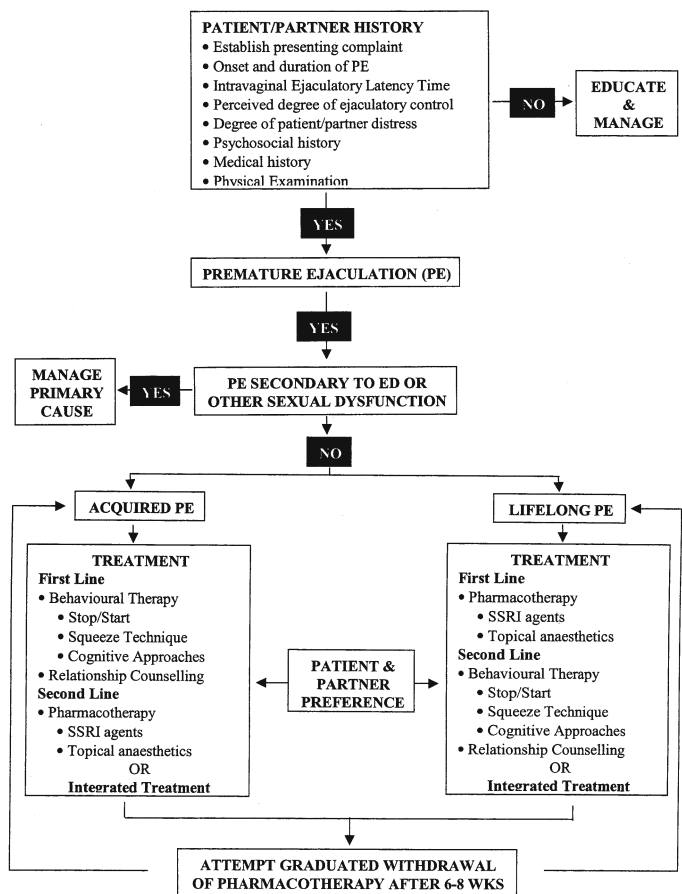 PATIENT/PARTNER HISTORY
• Establish presenting complaint
• Onset and duration of PE
• Intravaginal Ejaculatory Latency Time
• Perceived degree of ejaculatory control
• Degree of patient/partner distress
• Psychosocial history
• Medical history
• Physical Examination
NO
EDUCATE
&
MANAGE
YES
PREMATURE EJACULATION (PE)
YES
MANAGE
PRIMARY
CAUSE
YES
PE SECONDARY TO ED OR
OTHER SEXUAL DYSFUNCTION
NO
ACQUIRED PE
TREATMENT
First Line
• Behavioural Therapy
• Stop/Start
• Squeeze Technique
• Cognitive Approaches
• Relationship Counselling
Second Line
• Pharmacotherapy
• SSRI agents
• Topical anaesthetics
OR
Integrated Treatment
PATIENT &
PARTNER
PREFERENCE
LIFELONG PE
TREATMENT
First Line
• Pharmacotherapy
• SSRI agents
• Topical anaesthetics
Second Line
• Behavioural Therapy
• Stop/Start
• Squeeze Technique
• Cognitive Approaches
• Relationship Counselling
OR
Integrated Treatment
ATTEMPT GRADUATED WITHDRAWAL
OF PHARMACOTHERAPY AFTER 6-8 WKS